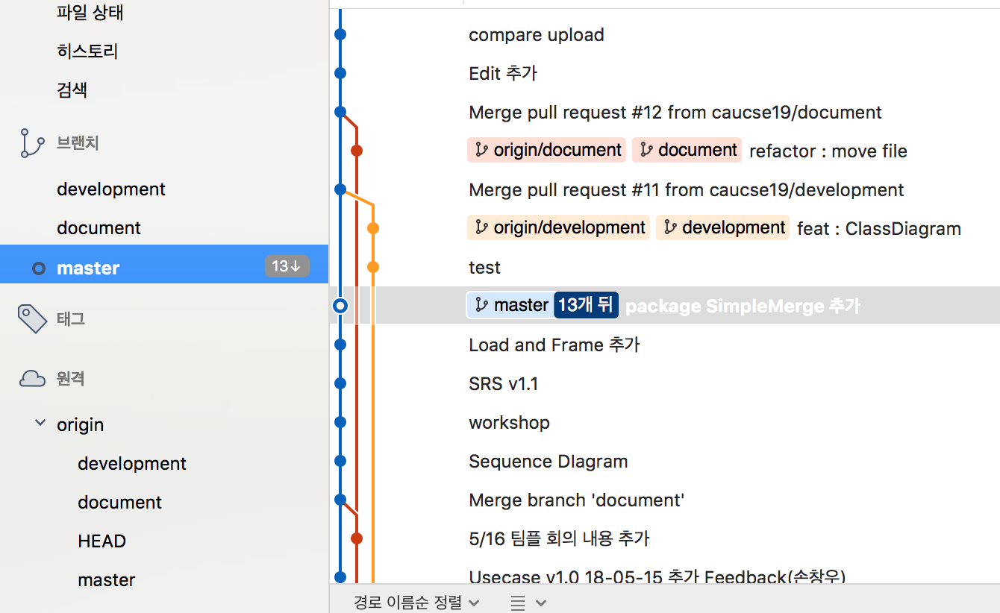 파일 상태
히스토리
검색
브랜치
development
document
master 13↓
태그
원격
origin
development
document
HEAD
master
compare upload
Edit 추가
Merge pull request #12 from caucse19/document
origin/document document refactor : move file
Merge pull request #11 from caucse19/development
origin/development development feat : ClassDiagram
test
master 13개 뒤 package SimpleMerge 추가
Load and Frame 추가
SRS v1.1
workshop
Sequence DIagram
Merge branch 'document'
5/16 팀플 회의 내용 추가
Usecase v1.0 18-05-15 추가 Feedback(손창우)
경로 이름순 정렬